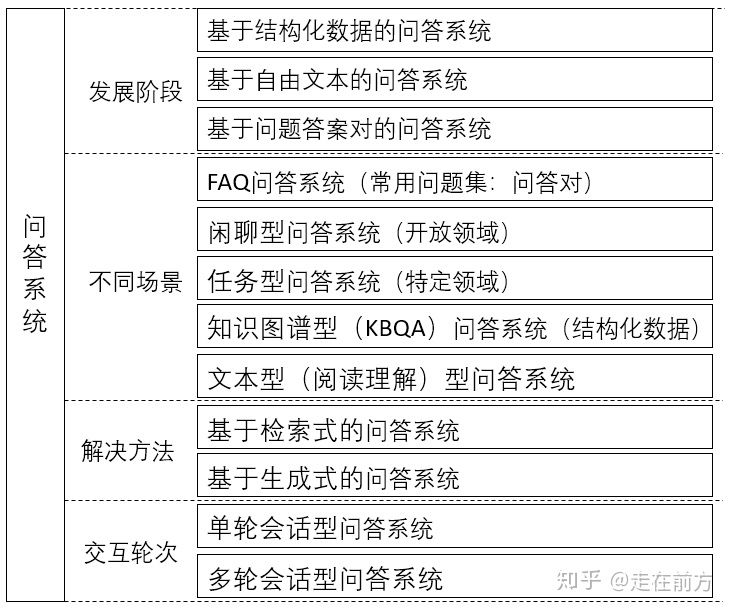 问答系统
发展阶段
基于结构化数据的问答系统
基于自由文本的问答系统
基于问题答案对的问答系统
不同场景
FAQ问答系统（常用问题集：问答对）
闲聊型问答系统（开放领域）
任务型问答系统（特定领域）
知识图谱型（KBQA）问答系统（结构化数据）
文本型（阅读理解）型问答系统
解决方法
基于检索式的问答系统
基于生成式的问答系统
交互轮次
单轮会话型问答系统
多轮会话型问答系统
知乎 @走在前方